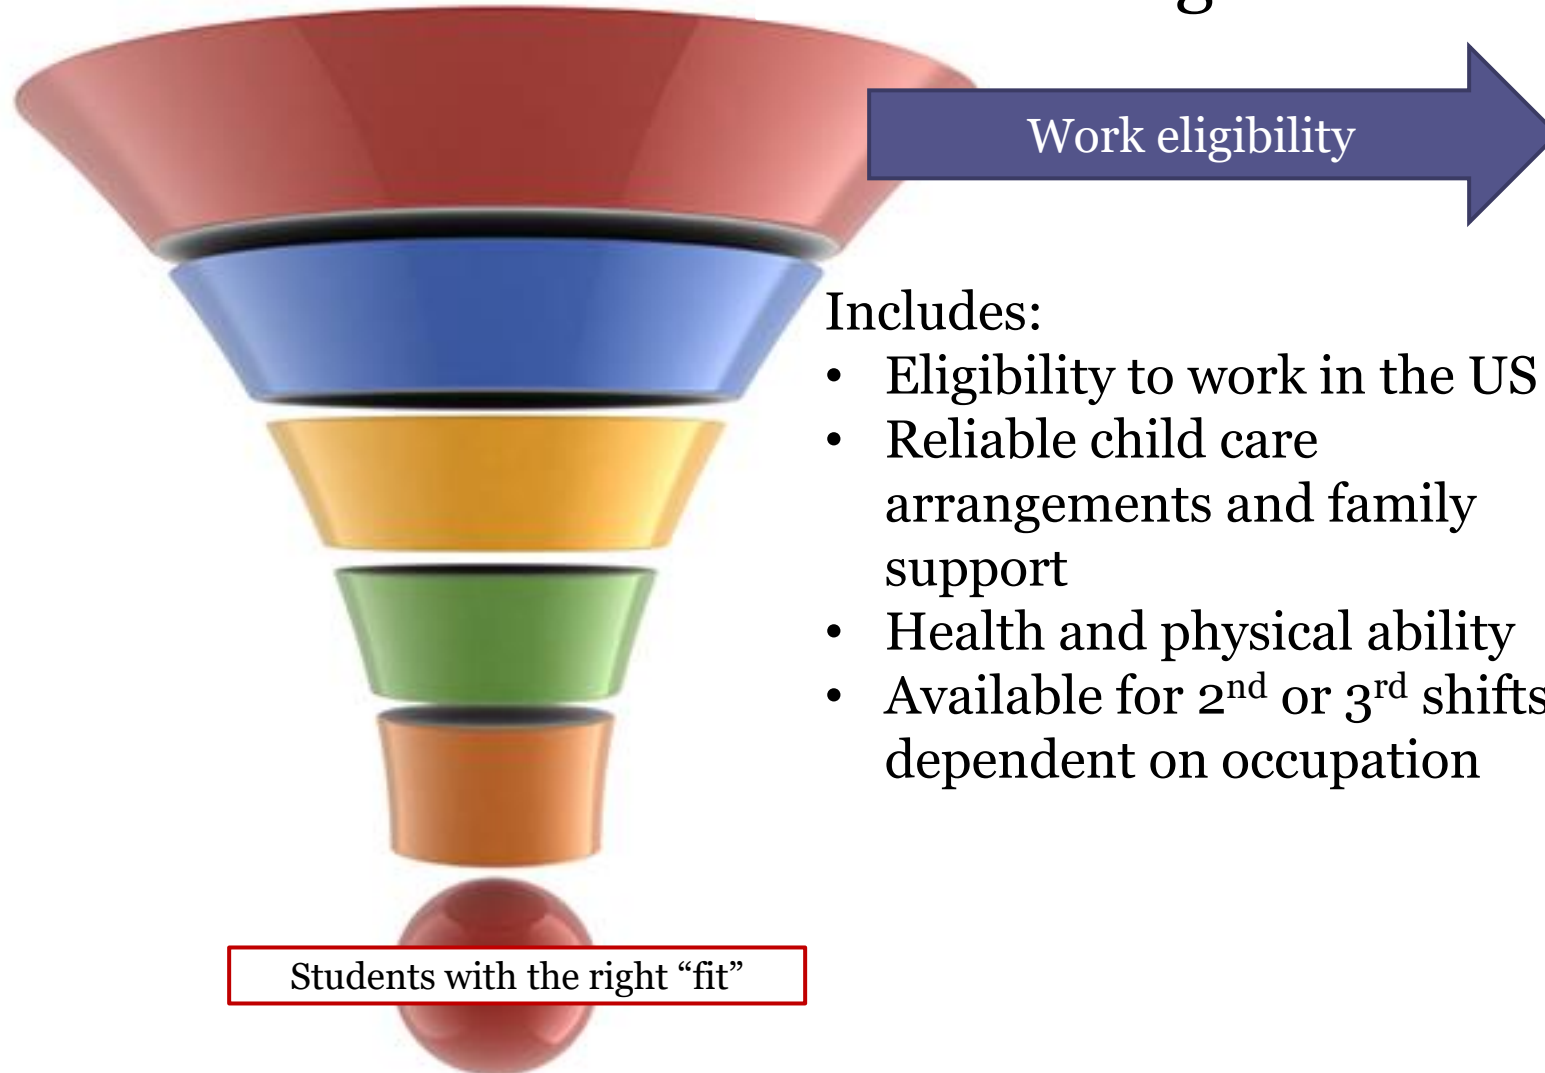 Work eligibility
Includes:
• Eligibility to work in the US
• Reliable child care
arrangements and family
support
• Health and physical ability
• Available for 2nd or 3rd shifts
dependent on occupation
Students with the right “fit”